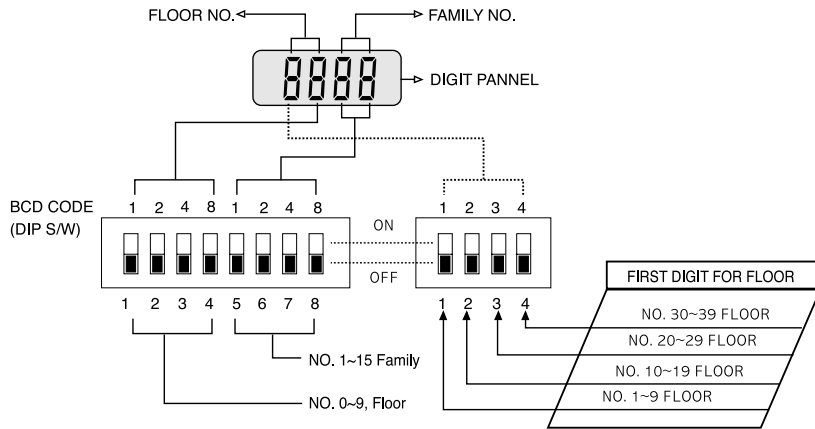 FLOOR NO. FAMILY NO.
8888
DIGIT PANNEL
1 2 4 8 1 2 4 8 1 2 3 4
BCD CODE
(DIP S/W)
ON
OFF
1 2 3 4 5 6 7 8 1 2 3 4
FIRST DIGIT FOR FLOOR
NO. 30~39 FLOOR
NO. 20~29 FLOOR
NO. 10~19 FLOOR
NO. 1~9 FLOOR
NO. 1~15 Family
NO. 0~9, Floor